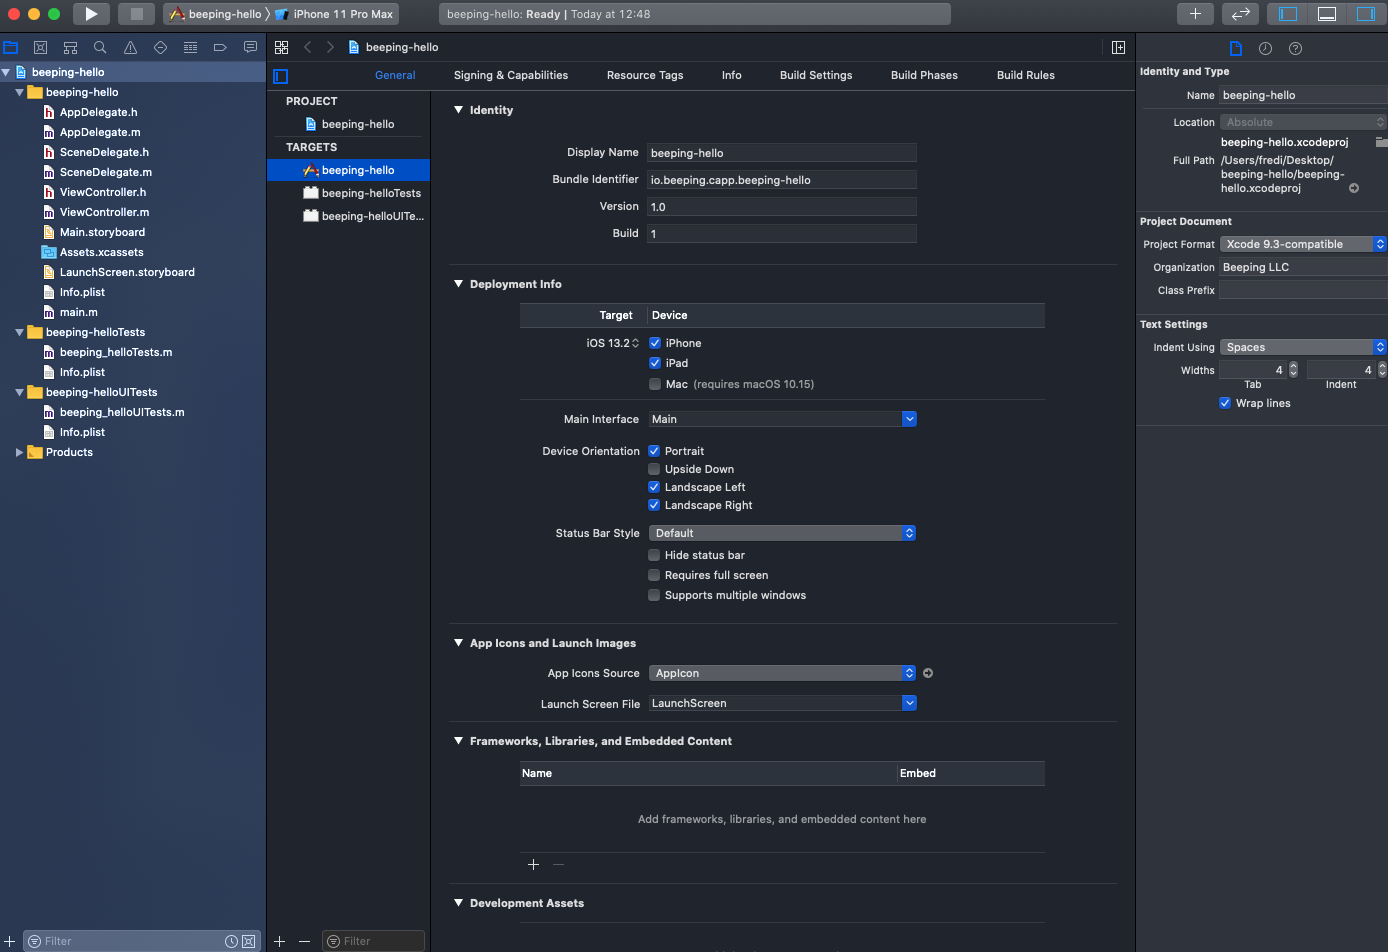 beeping-hello
iPhone 11 Pro Max
beeping-hello: Ready | Today at 12:48
beeping-hello
beeping-hello
AppDelegate.h
AppDelegate.m
SceneDelegate.h
SceneDelegate.m
ViewController.h
ViewController.m
Main.storyboard
Assets.xcassets
LaunchScreen.storyboard
Info.plist
main.m
beeping-helloTests
beeping_helloTests.m
Info.plist
beeping-helloUITests
beeping_helloUITests.m
Info.plist
Products
Filter
beeping-hello
General
Signing & Capabilities
Resource Tags
Info
Build Settings
Build Phases
Build Rules
PROJECT
beeping-hello
TARGETS
beeping-hello
beeping-helloTests
beeping-helloUITe...
Filter
Identity
Display Name beeping-hello
Bundle Identifier io.beeping.capp.beeping-hello
Version 1.0
Build 1
Deployment Info
Target Device
iOS 13.2 iPhone
iPad
Mac (requires macOS 10.15)
Main Interface Main
Device Orientation Portrait
Upside Down
Landscape Left
Landscape Right
Status Bar Style Default
Hide status bar
Requires full screen
Supports multiple windows
App Icons and Launch Images
App Icons Source AppIcon
Launch Screen File LaunchScreen
Frameworks, Libraries, and Embedded Content
Name Embed
Add frameworks, libraries, and embedded content here
Development Assets
Identity and Type
Name beeping-hello
Location Absolute
beeping-hello.xcodeproj
Full Path /Users/fredi/Desktop/
beeping-hello/beeping-
hello.xcodeproj
Project Document
Project Format Xcode 9.3-compatible
Organization Beeping LLC
Class Prefix
Text Settings
Indent Using Spaces
Widths 4 4
Tab Indent
Wrap lines